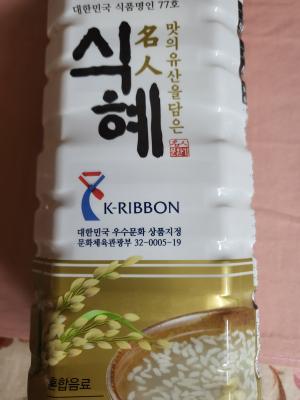 대한민국 식품명인 77호
식혜
名人
맛의유산을담은
K-RIBBON
대한민국 우수문화 상품지정
문화체육관광부 32-0005-19
혼합음료